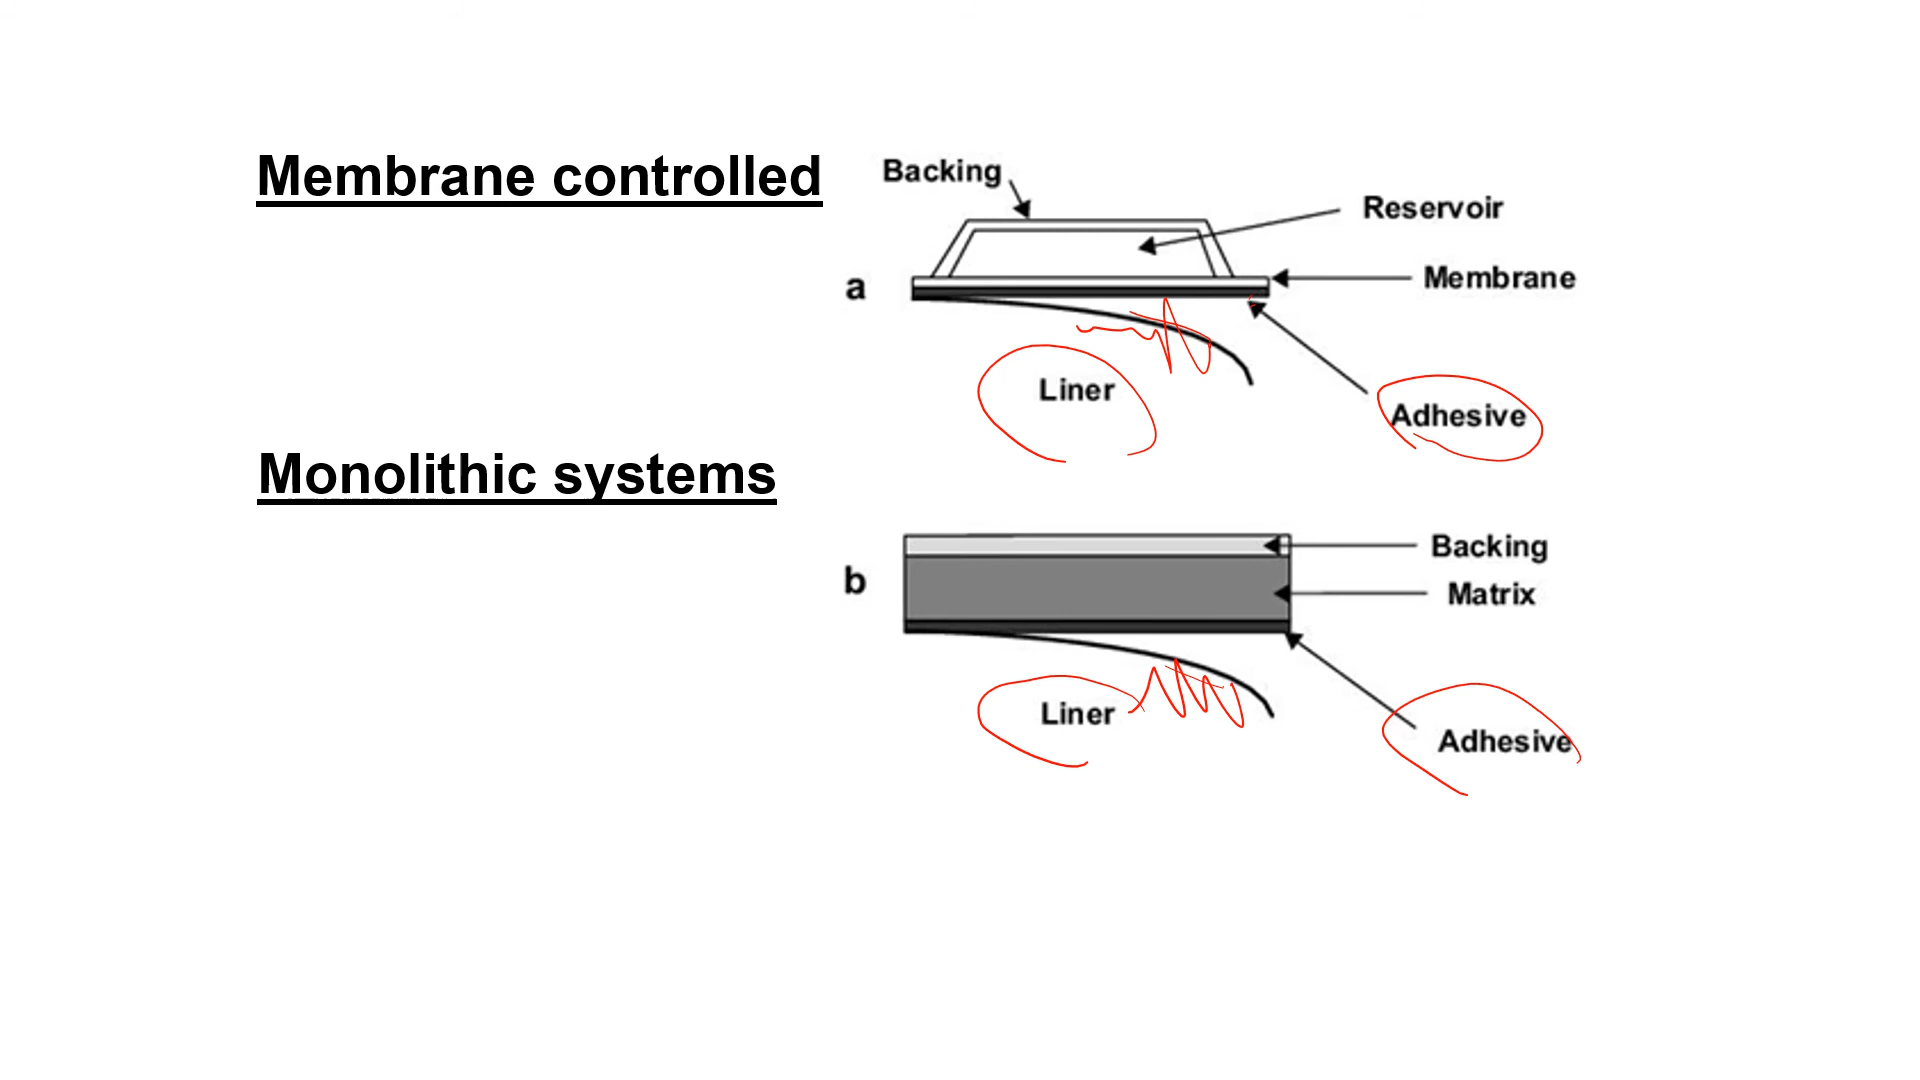 Membrane controlled
Backing
Reservoir
a
Membrane
Liner
Adhesive
Monolithic systems
b
Backing
Matrix
Liner
Adhesive